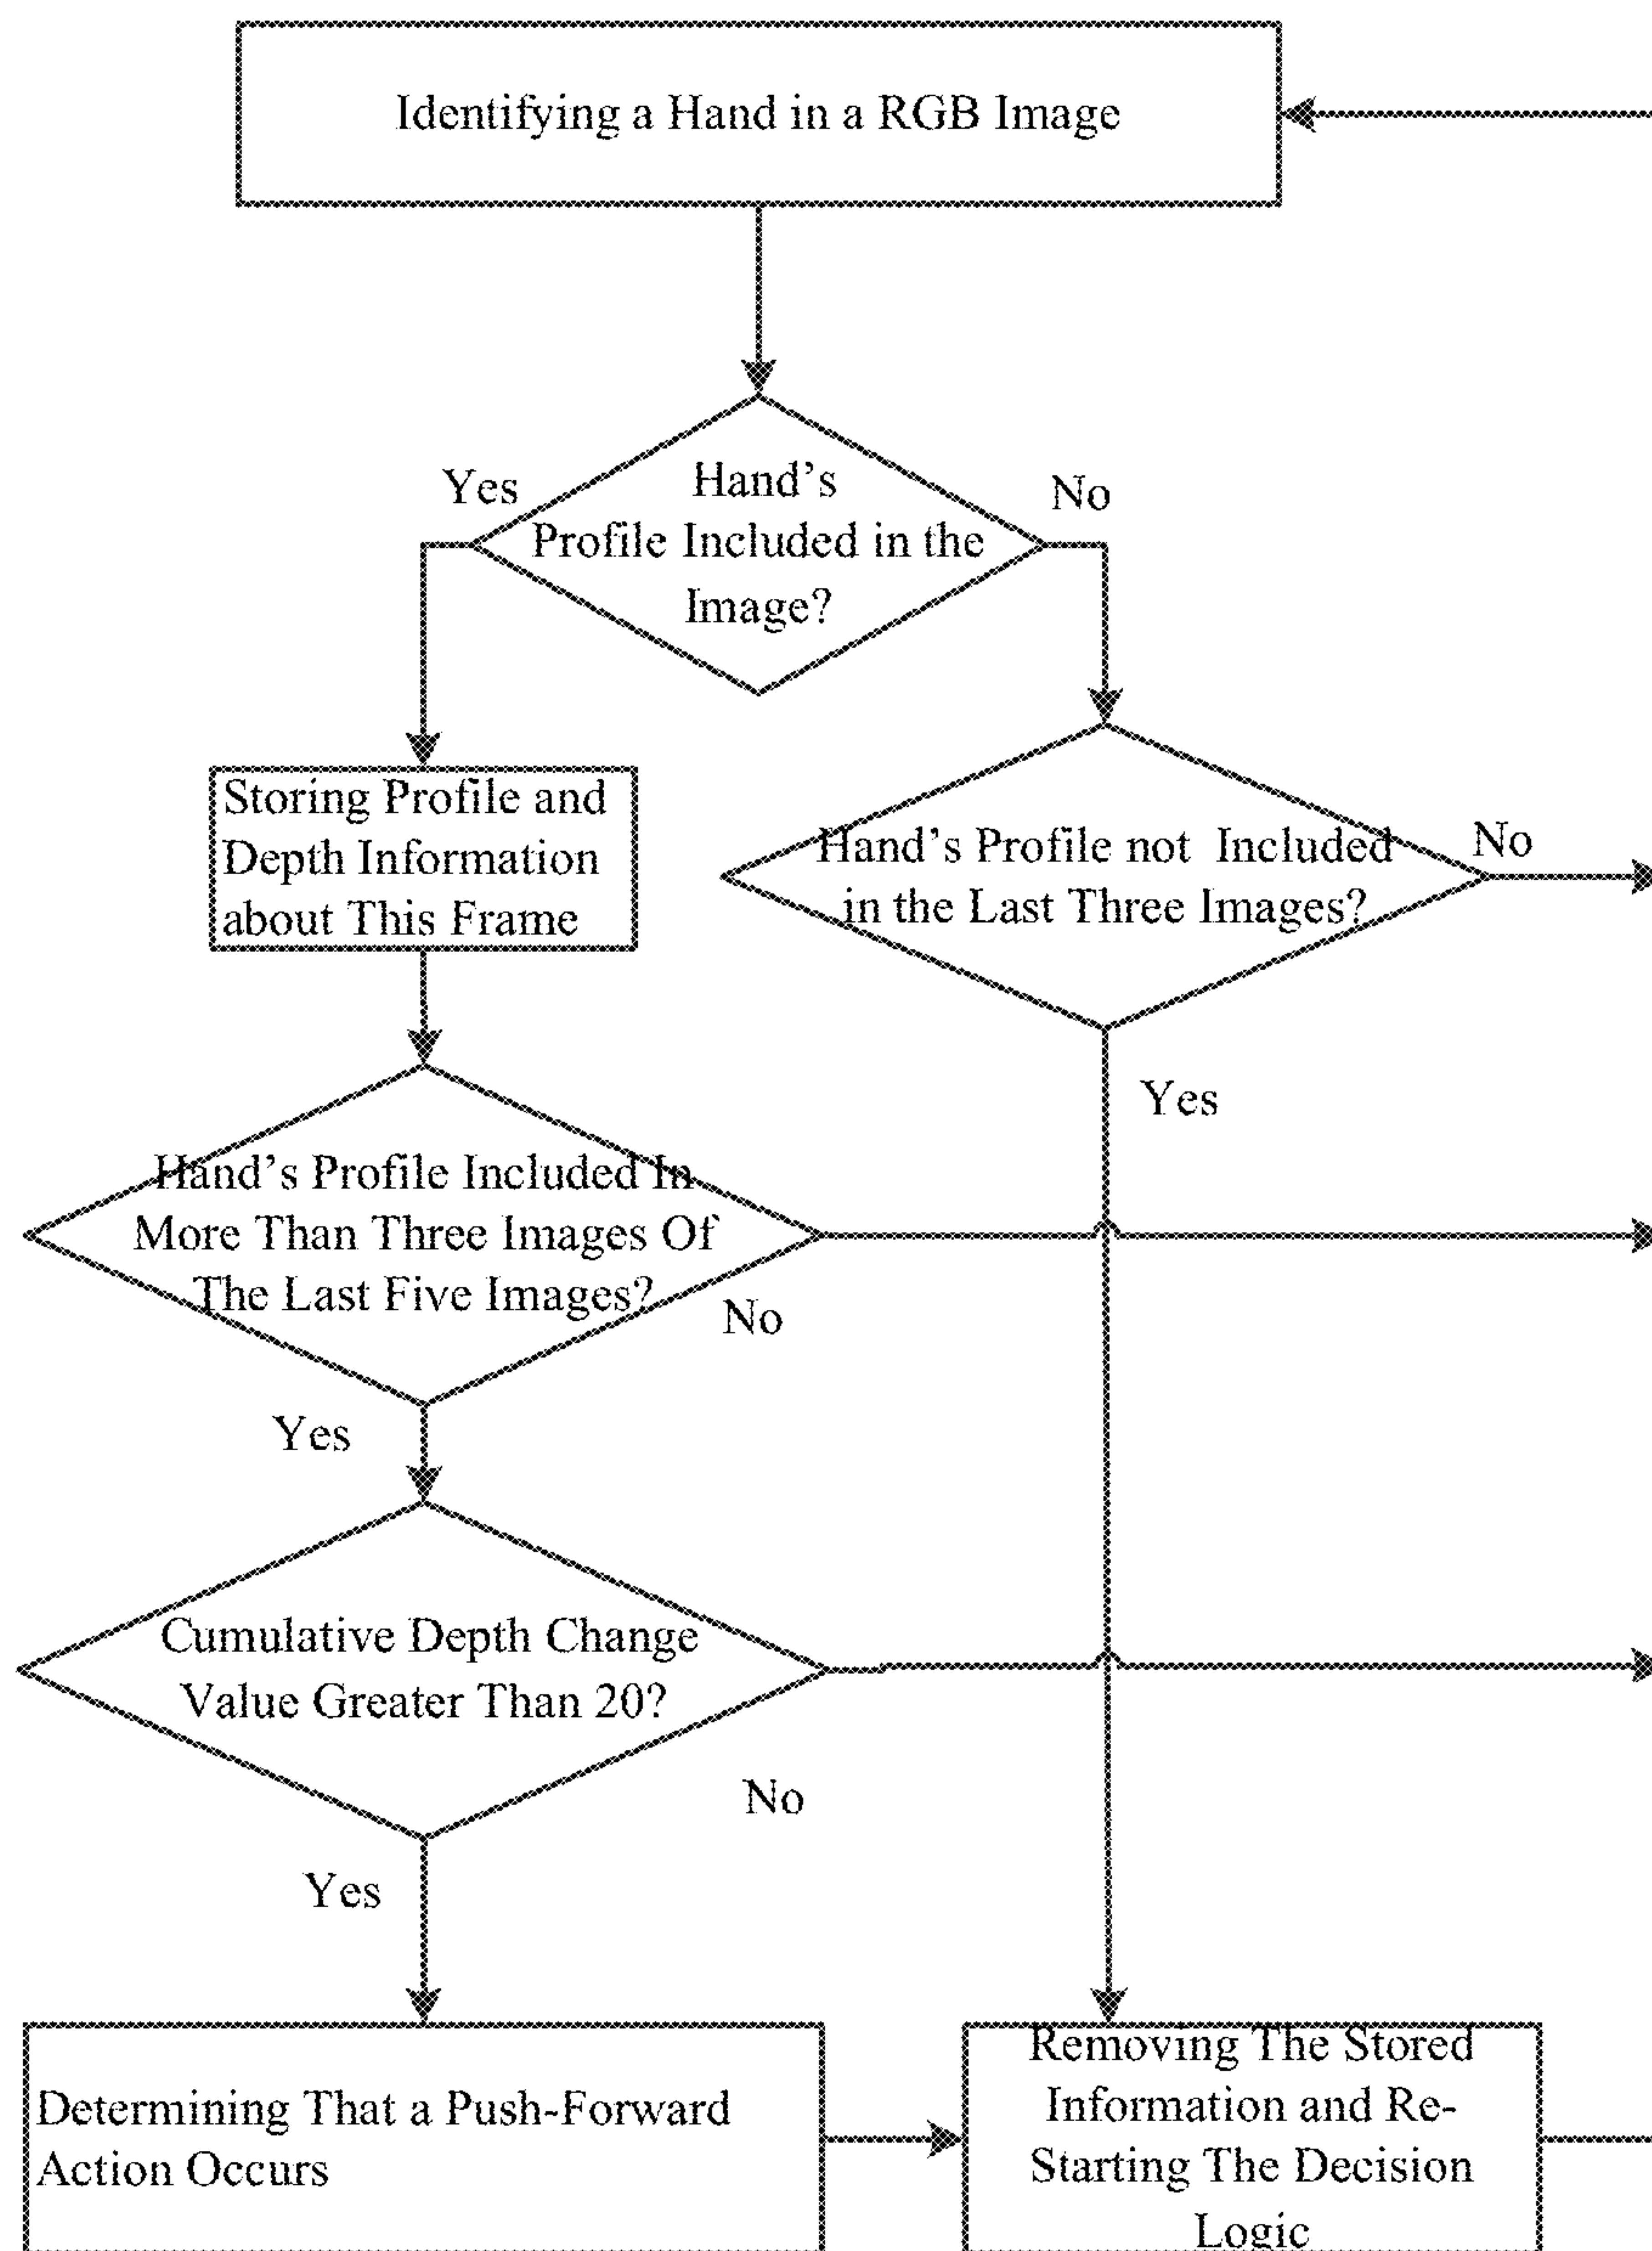 Identifying a Hand in a RGB Image
Yes
Hand's
Profile Included in the
Image?
No
Storing Profile and
Depth Information
about This Frame
Hand's Profile not Included
in the Last Three Images?
No
Yes
Hand's Profile Included In
More Than Three Images Of
The Last Five Images?
No
Yes
Cumulative Depth Change
Value Greater Than 20?
No
Yes
Determining That a Push-Forward
Action Occurs
Removing The Stored
Information and Re-
Starting The Decision
Logic